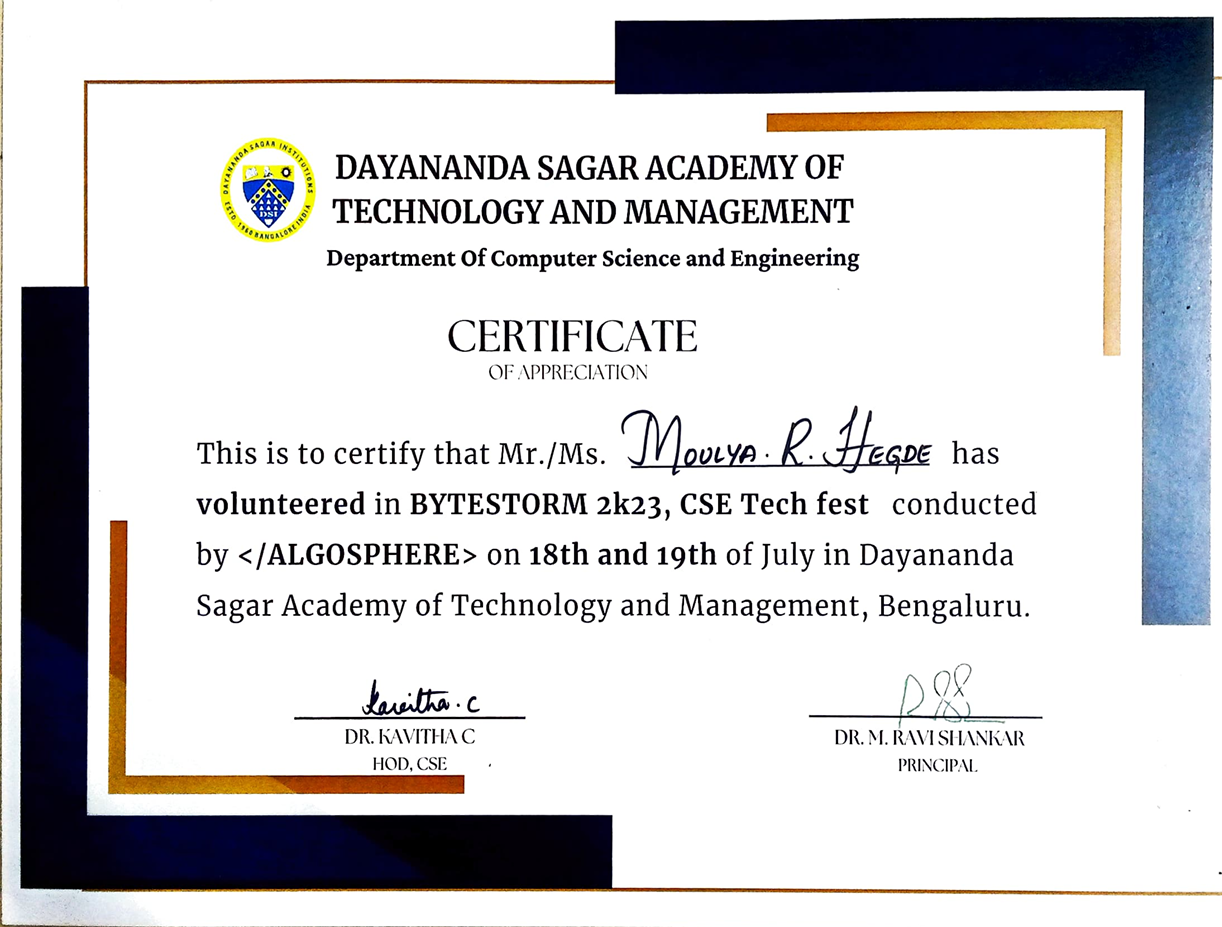 DAYANANDA SAGAR INSTITUTIONS
ESTD. 1960 BANGALORE INDIA
DSI
DAYANANDA SAGAR ACADEMY OF
TECHNOLOGY AND MANAGEMENT
Department Of Computer Science and Engineering
CERTIFICATE
OF APPRECIATION
This is to certify that Mr./Ms. MOULYA. R. HEGDE has
volunteered in BYTESTORM 2k23, CSE Tech fest conducted
by </ALGOSPHERE> on 18th and 19th of July in Dayananda
Sagar Academy of Technology and Management, Bengaluru.
Kavitha. C
DR. KAVITHA C
HOD, CSE
DR. M. RAVI SHANKAR
PRINCIPAL